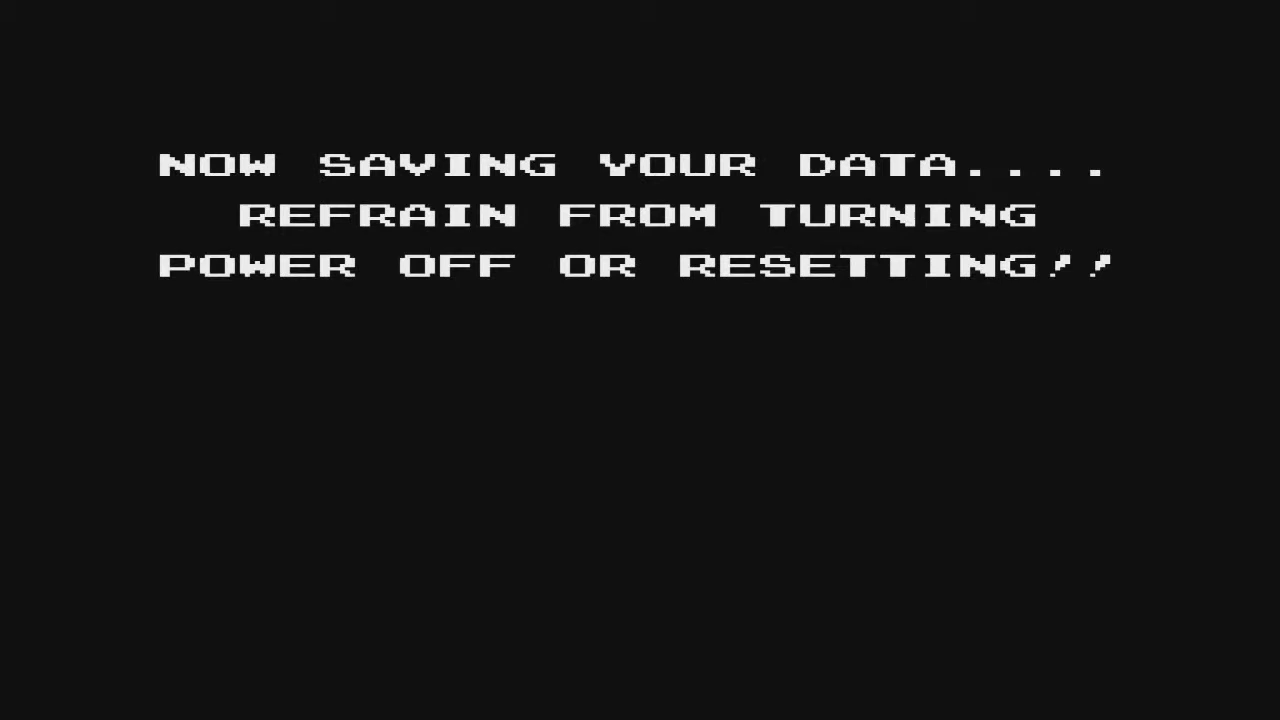 NOW SAVING YOUR DATA....
REFRAIN FROM TURNING
POWER OFF OR RESETTING!!